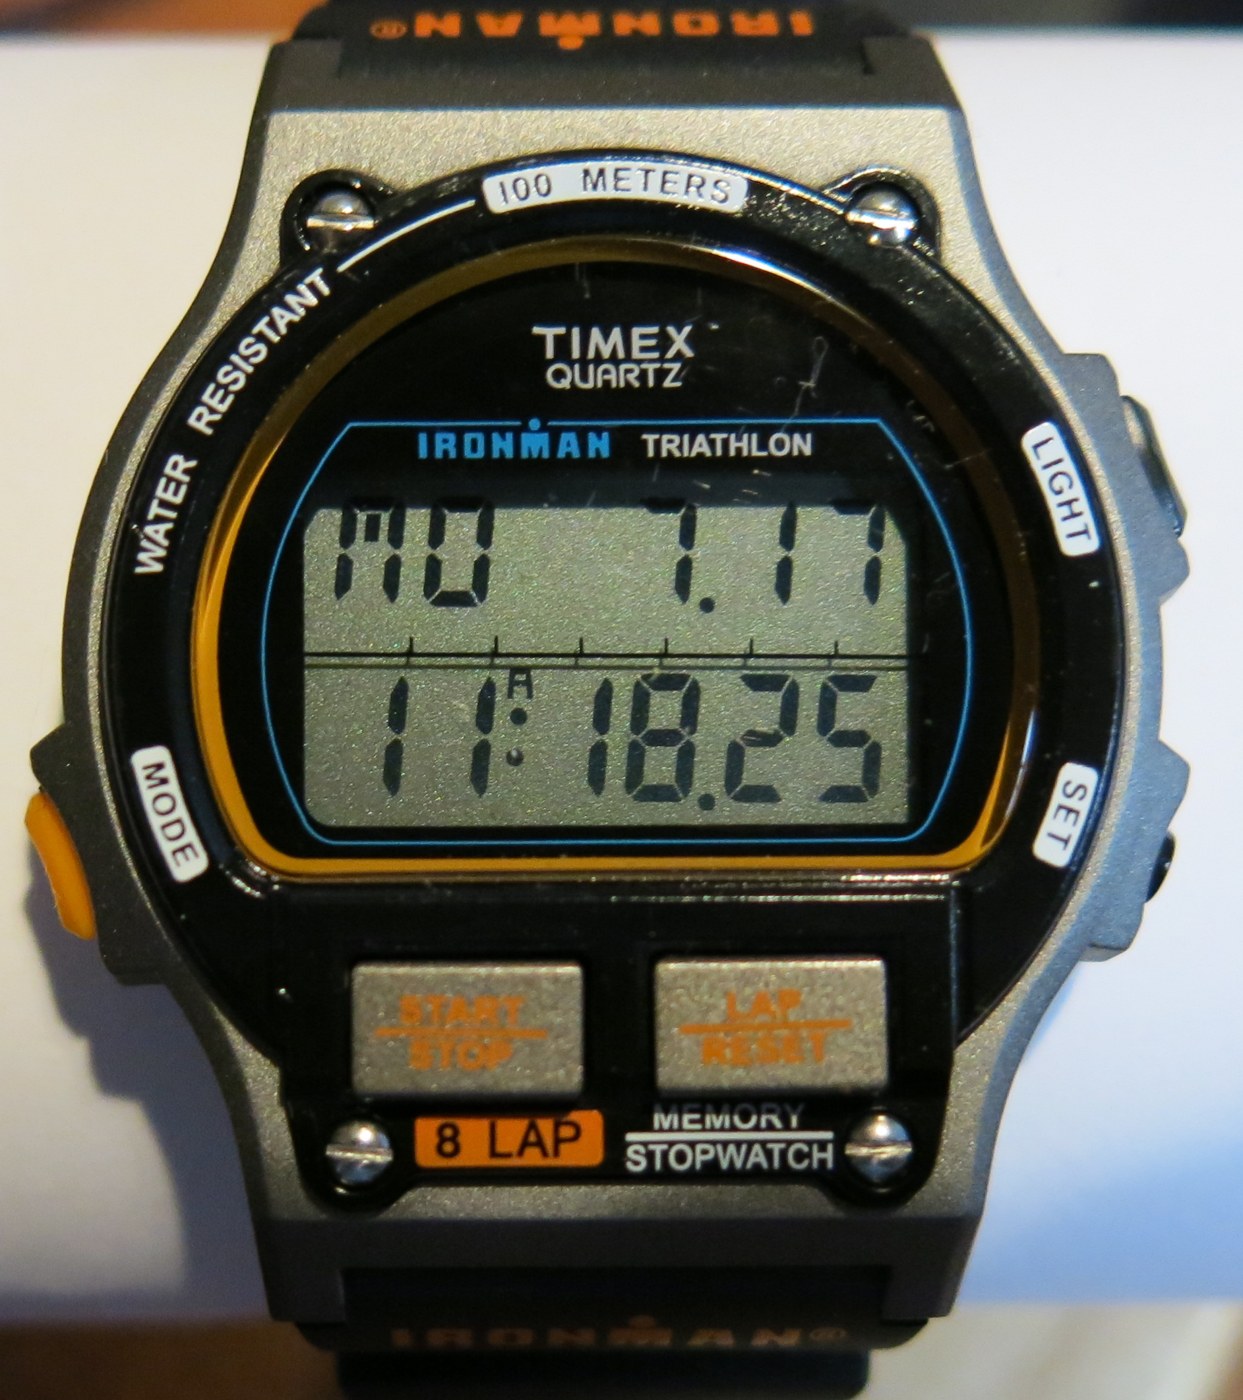 IRONMAN®
100 METERS
WATER RESISTANT
TIMEX
QUARTZ
IRONMAN TRIATHLON
LIGHT
MO 7.17
A
11:18.25
MODE
SET
START
STOP
LAP
RESET
8 LAP
MEMORY
STOPWATCH
IRONMAN®